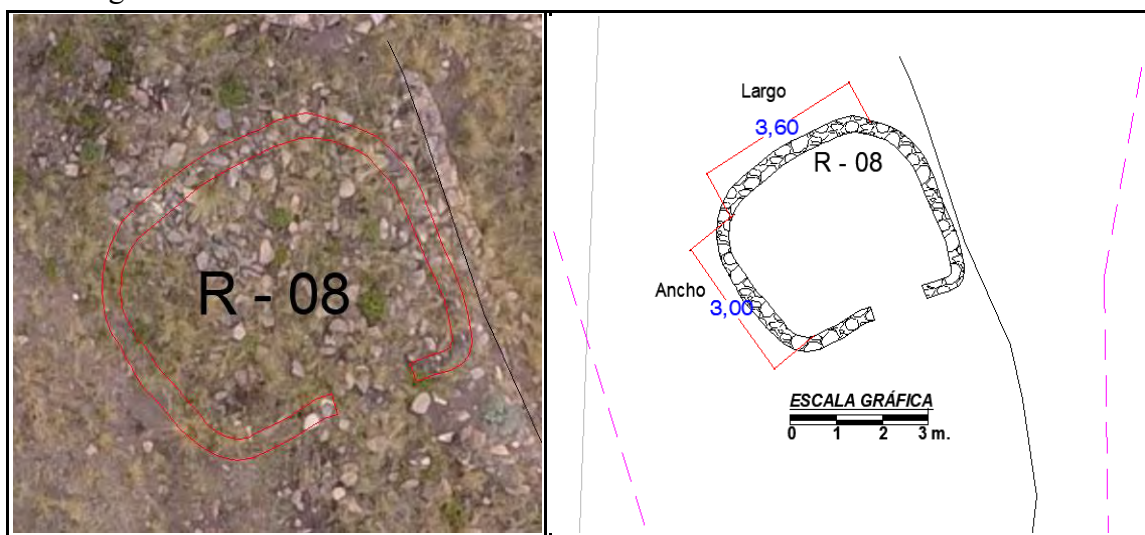 R - 08
Largo
3,60
R - 08
Ancho
3,00
ESCALA GRÁFICA
0 1 2 3 m.